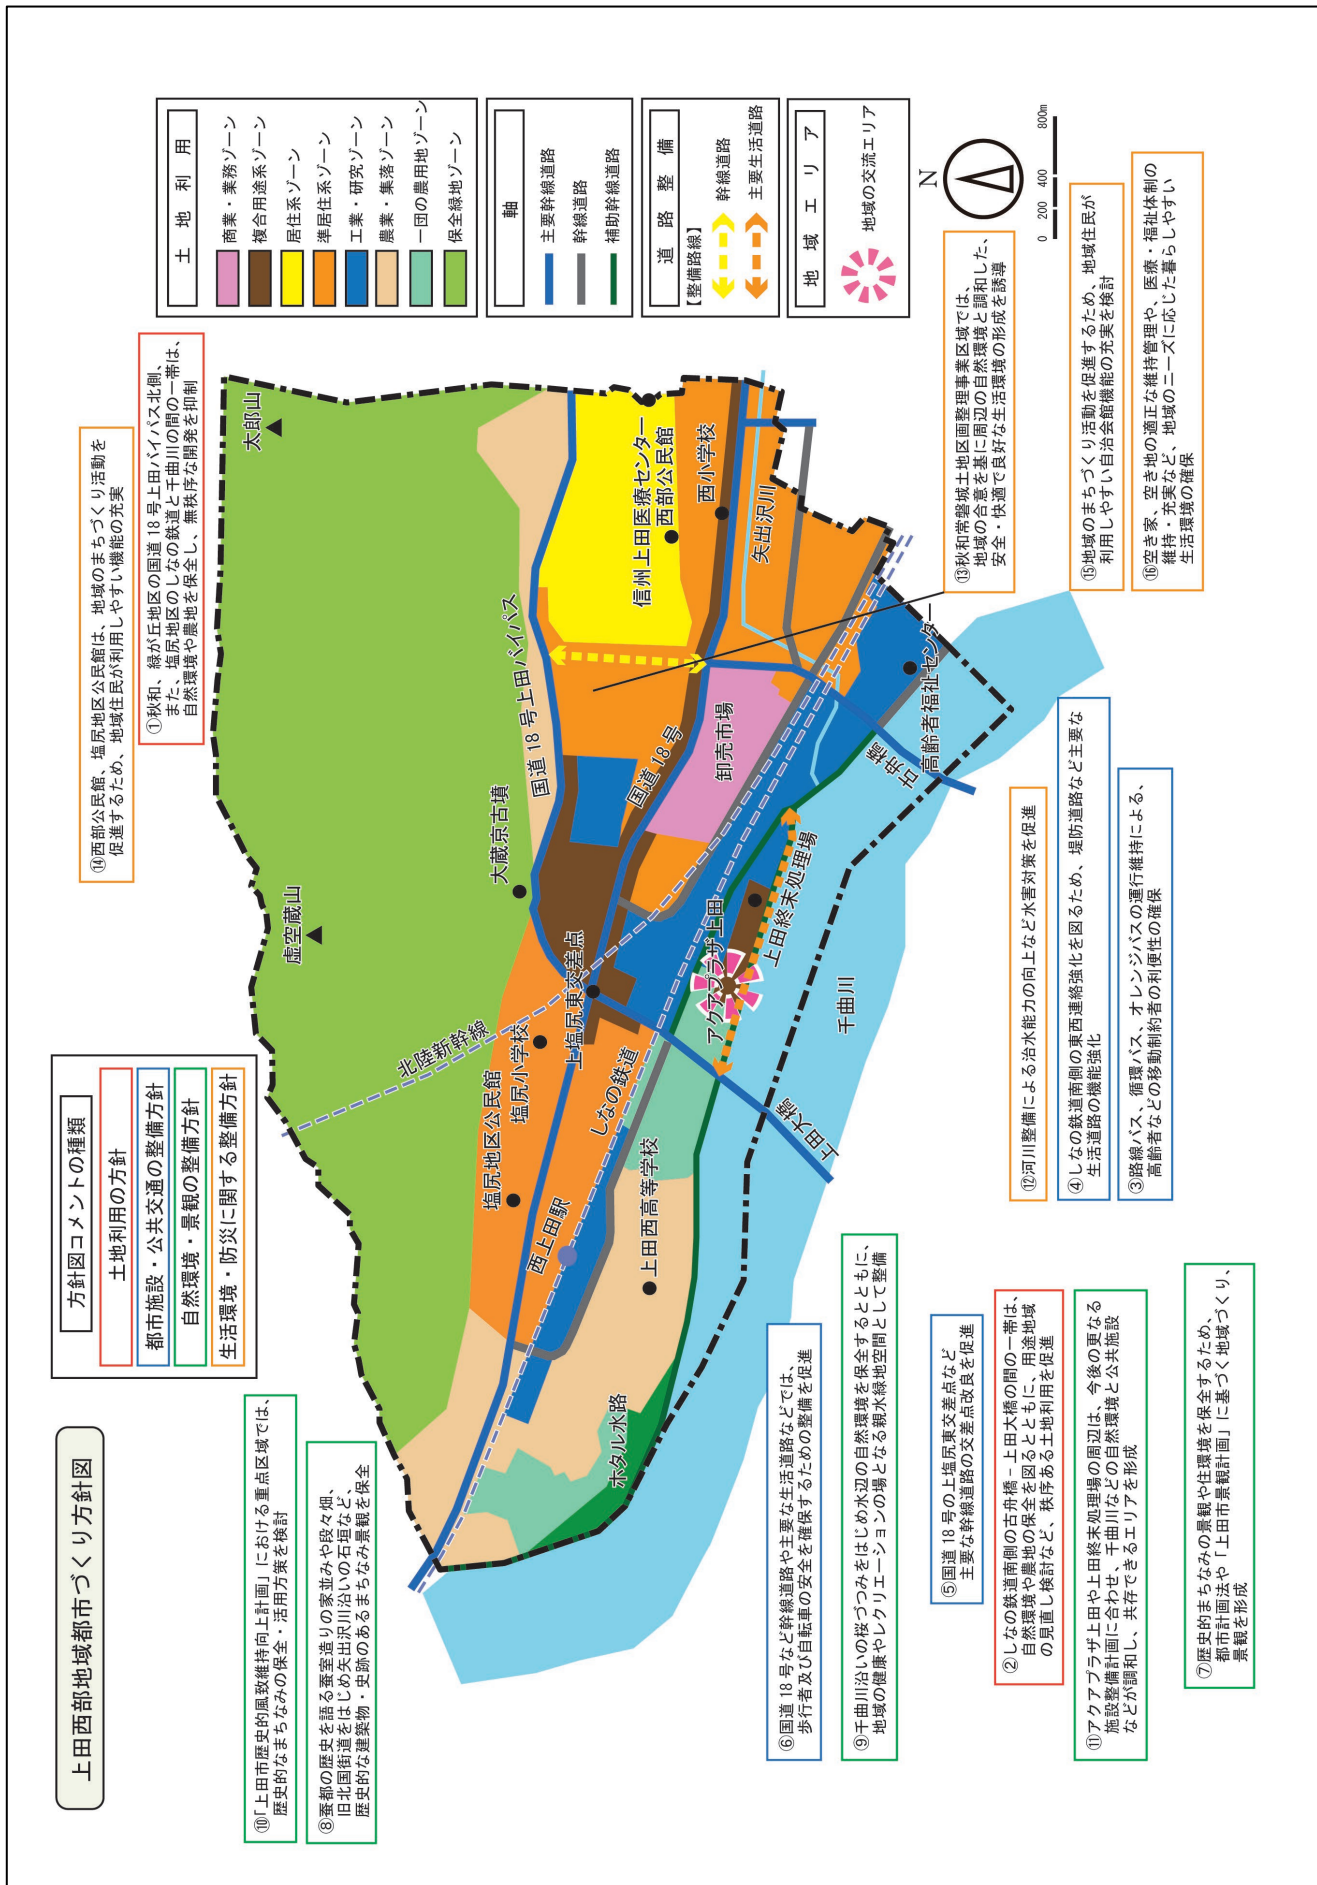 上田西部地域都市づくり方針図
方針図コメントの種類
土地利用の方針
都市施設・公共交通の整備方針
自然環境・景観の整備方針
生活環境・防災に関する整備方針
⑭西部公民館、塩尻地区公民館は、地域のまちづくり活動を
促進するため、地域住民が利用しやすい機能の充実
①秋和、緑が丘地区の国道18号上田バイパス北側、
また、塩尻地区のしなの鉄道と千曲川の間の一帯は、
自然環境や農地を保全し、無秩序な開発を抑制
⑩「上田市歴史的風致維持向上計画」における重点区域では、
歴史的なまちなみの保全・活用方策を検討
⑧蚕都の歴史を語る蚕室造りの家並みや段々畑、
旧北国街道をはじめ矢出沢川沿いの石垣など、
歴史的な建築物・史跡のあるまちなみ景観を保全
土地利用
商業・業務ゾーン
複合用途系ゾーン
居住系ゾーン
準居住系ゾーン
工業・研究ゾーン
農業・集落ゾーン
一団の農用地ゾーン
保全緑地ゾーン
軸
主要幹線道路
幹線道路
補助幹線道路
道路整備
【整備路線】
幹線道路
主要生活道路
地域エリア
地域の交流エリア
N
0 200 400 800m
太郎山
虚空蔵山
北陸新幹線
大蔵京古墳
国道18号上田バイパス
信州上田医療センター
西部公民館
西小学校
矢出沢川
国道18号
卸売市場
塩尻地区公民館
塩尻小学校
上塩尻東交差点
しなの鉄道
西上田駅
上田西高等学校
アクアプラザ上田
上田終末処理場
古舟橋
高齢者福祉センター
上田大橋
千曲川
ホタル水路
⑥国道18号など幹線道路や主要な生活道路などでは、
歩行者及び自転車の安全を確保するための整備を促進
⑨千曲川沿いの桜づつみをはじめ水辺の自然環境を保全するとともに、
地域の健康やレクリエーションの場となる親水緑地空間として整備
⑤国道18号の上塩尻東交差点など
主要な幹線道路の交差点改良を促進
②しなの鉄道南側の古舟橋－上田大橋の間の一帯は、
自然環境や農地の保全を図るとともに、用途地域
の見直し検討など、秩序ある土地利用を促進
⑪アクアプラザ上田や上田終末処理場の周辺は、今後の更なる
施設整備計画に合わせ、千曲川などの自然環境と公共施設
などが調和し、共存できるエリアを形成
⑦歴史的まちなみの景観や住環境を保全するため、
都市計画法や「上田市景観計画」に基づく地域づくり、
景観を形成
⑫河川整備による治水能力の向上など水害対策を促進
④しなの鉄道南側の東西連絡強化を図るため、堤防道路など主要な
生活道路の機能強化
③路線バス、循環バス、オレンジバスの運行維持による、
高齢者などの移動制約者の利便性の確保
⑬秋和常磐城土地区画整理事業区域では、
地域の合意を基に周辺の自然環境と調和した、
安全・快適で良好な生活環境の形成を誘導
⑮地域のまちづくり活動を促進するため、地域住民が
利用しやすい自治会館機能の充実を検討
⑯空き家、空き地の適正な維持管理や、医療・福祉体制の
維持・充実など、地域のニーズに応じた暮らしやすい
生活環境の確保